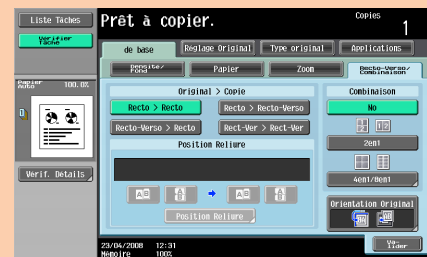 Liste Tâches
Vérifier
Tâche
Prêt à copier.
Copies
1
de base
Réglage Original
Type original
Applications
Densité/
Fond
Papier
Zoom
Recto-Verso/
Combinaison
Papier
Auto
100.0%
Original > Copie
Recto > Recto
Recto > Recto-Verso
Recto-Verso > Recto
Rect-Ver > Rect-Ver
Position Reliure
Position Reliure
Combinaison
No
2en1
4en1/8en1
Vérif. Détails
Orientation Original
Va-
lider
23/04/2008 12:31
Mémoire 100%